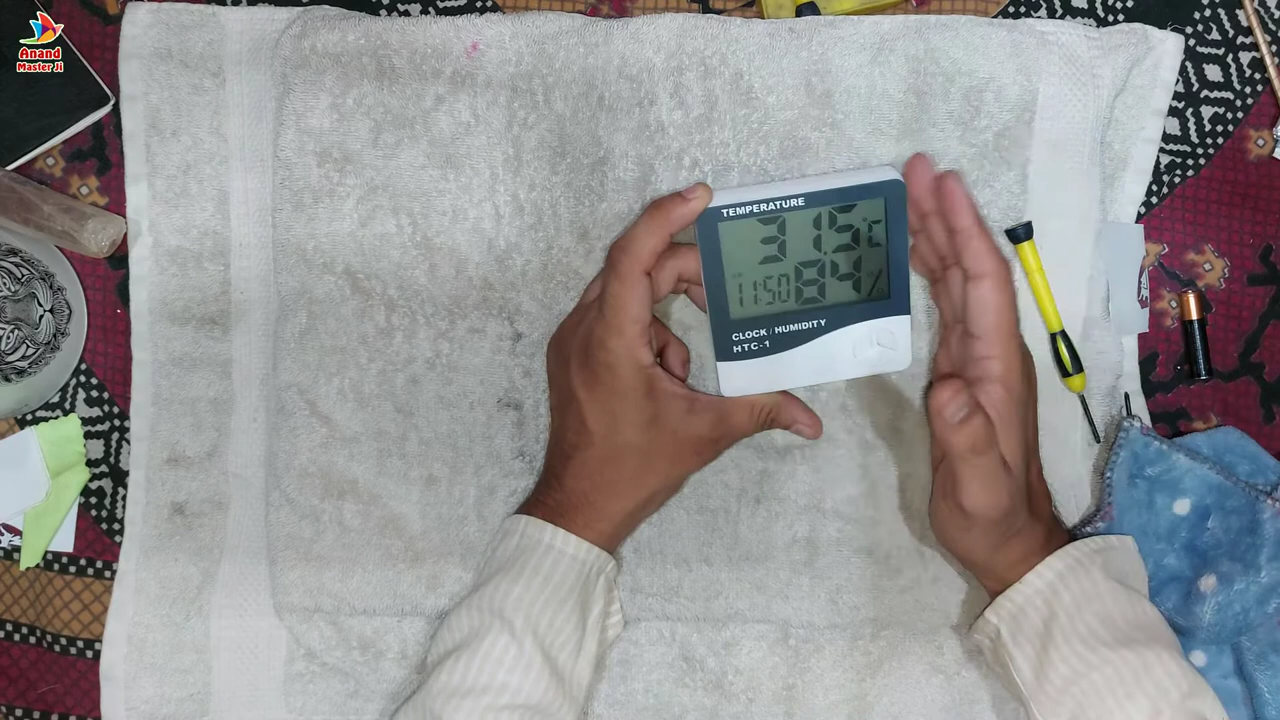 Anand
Master Ji
TEMPERATURE
31.5°C
11:50 84%
CLOCK / HUMIDITY
HTC-1